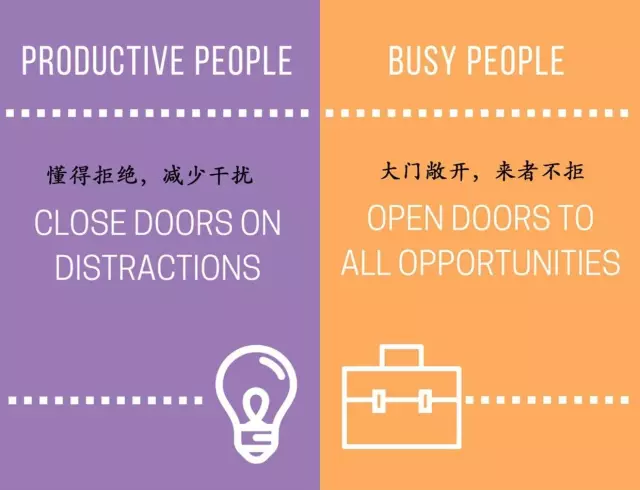 PRODUCTIVE PEOPLE
懂得拒绝，减少干扰
CLOSE DOORS ON
DISTRACTIONS
BUSY PEOPLE
大门敞开，来者不拒
OPEN DOORS TO
ALL OPPORTUNITIES